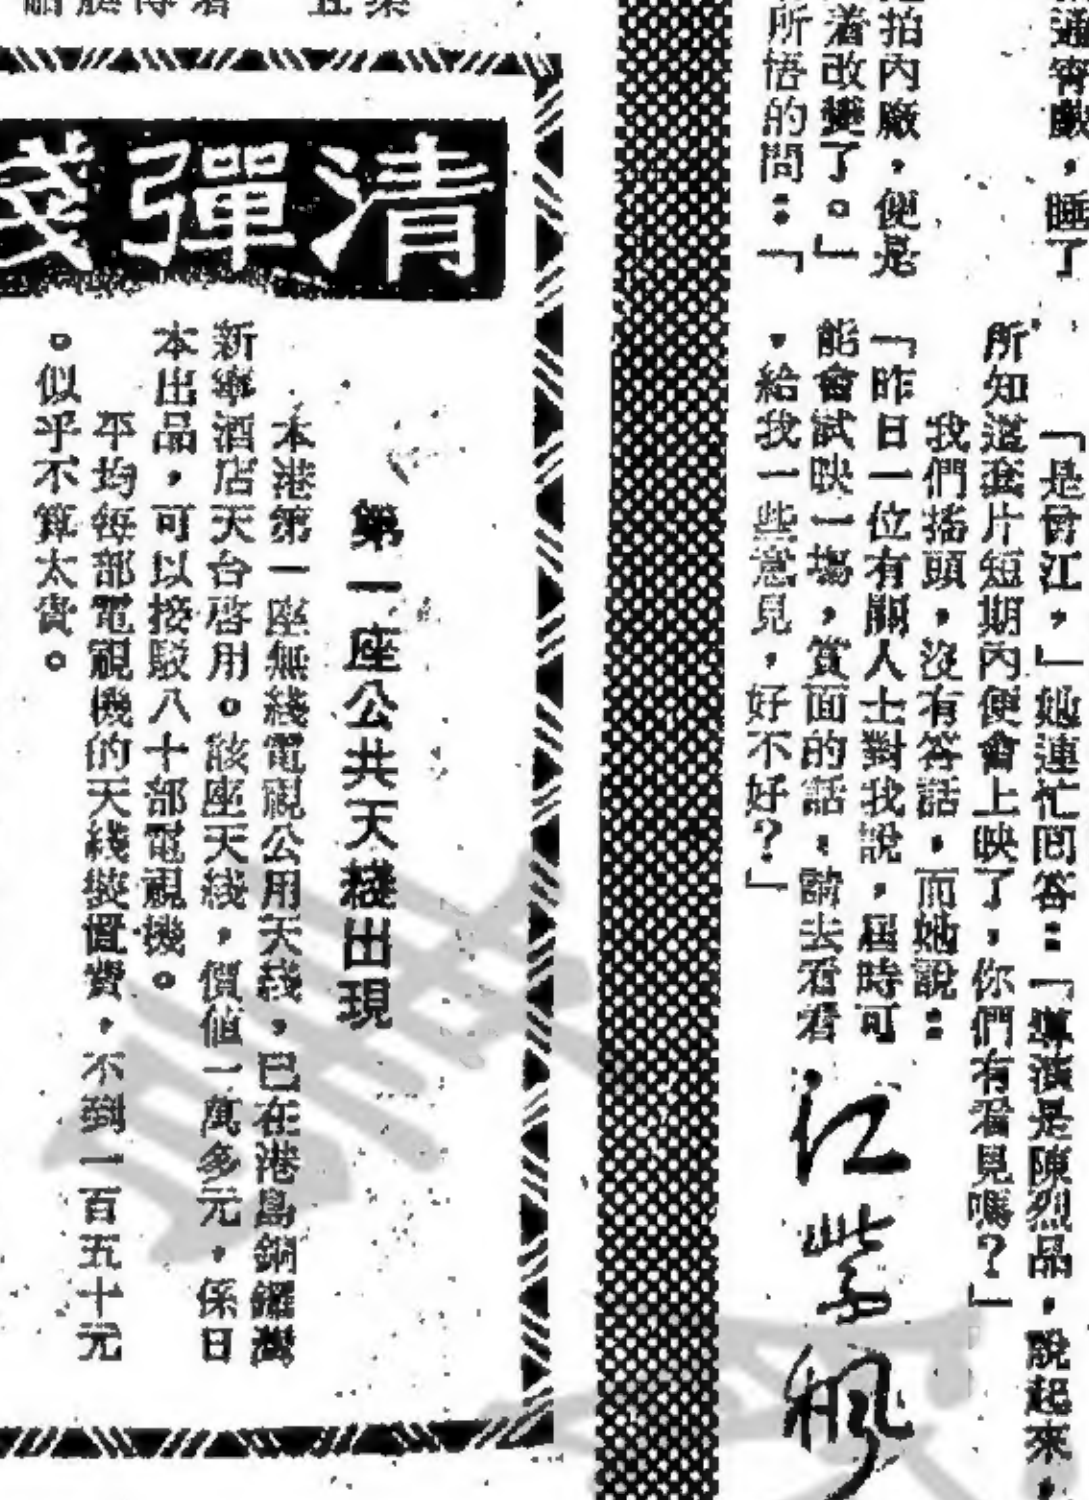 通宵戲，睡了
拍內廠，便是
着改變了。」
所悟的問：「
「是曾江，」她連忙回答：「導演是陳烈品，說起來，
所知道套片短期內便會上映了，你們有看見嗎？」
我們搖頭，沒有答話，而她說：
「昨日一位有關人士對我說，屆時可
能會試映一場，賞面的話，請去看看
，給我一些意見，好不好？」
江紫楓
清彈
第一座公共天綫出現
本港第一座無綫電視公用天綫，已在港島銅鑼灣
新寧酒店天台啓用。該座天綫，價值一萬多元，係日
本出品，可以接駁八十部電視機。
平均每部電視機的天綫裝置費，不到一百五十元
。似乎不算太貴。